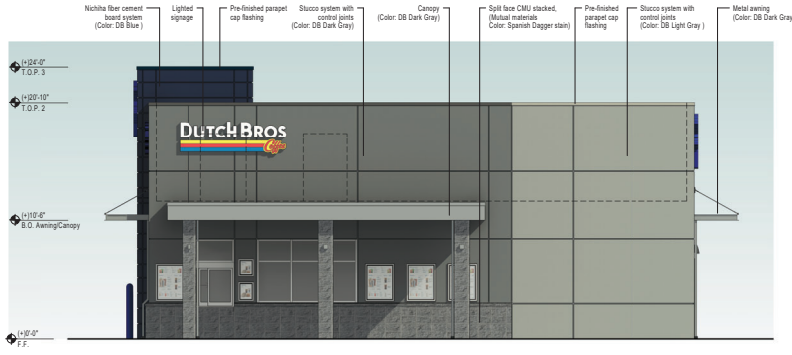 Nichiha fiber cement
board system
(Color: DB Blue )
Lighted
signage
Pre-finished parapet
cap flashing
Stucco system with
control joints
(Color: DB Dark Gray)
Canopy
(Color: DB Dark Gray)
Split face CMU stacked,
(Mutual materials
Color: Spanish Dagger stain)
Pre-finished
parapet cap
flashing
Stucco system with
control joints
(Color: DB Light Gray )
Metal awning
(Color: DB Dark Gray
(+)24'-0"
T.O.P. 3
(+)20'-10"
T.O.P. 2
DUTCH BROS
Coffee
(+)10'-6"
B.O. Awning/Canopy
(+)0'-0"
F.F.